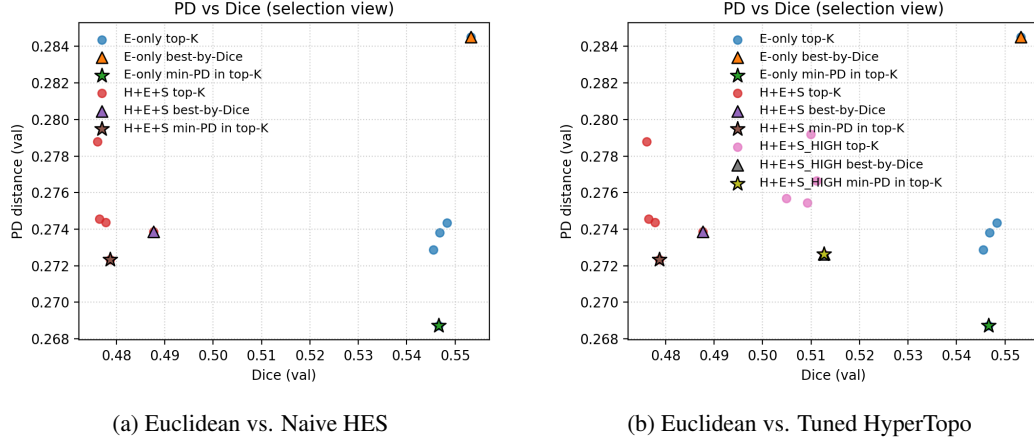 PD vs Dice (selection view)
PD distance (val)
0.284
0.282
0.280
0.278
0.276
0.274
0.272
0.270
0.268
E-only top-K
E-only best-by-Dice
E-only min-PD in top-K
H+E+S top-K
H+E+S best-by-Dice
H+E+S min-PD in top-K
0.48 0.49 0.50 0.51 0.52 0.53 0.54 0.55
Dice (val)
(a) Euclidean vs. Naive HES
PD vs Dice (selection view)
PD distance (val)
0.284
0.282
0.280
0.278
0.276
0.274
0.272
0.270
0.268
E-only top-K
E-only best-by-Dice
E-only min-PD in top-K
H+E+S top-K
H+E+S best-by-Dice
H+E+S min-PD in top-K
H+E+S_HIGH top-K
H+E+S_HIGH best-by-Dice
H+E+S_HIGH min-PD in top-K
0.48 0.49 0.50 0.51 0.52 0.53 0.54 0.55
Dice (val)
(b) Euclidean vs. Tuned HyperTopo